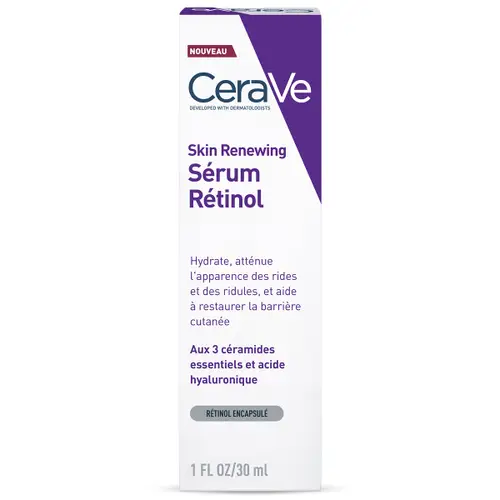 NOUVEAU
CeraVe
DEVELOPED WITH DERMATOLOGISTS
Skin Renewing
Sérum
Rétinol
Hydrate, atténue
l'apparence des rides
et des ridules, et aide
à restaurer la barrière
cutanée
Aux 3 céramides
essentiels et acide
hyaluronique
RÉTINOL ENCAPSULÉ
1 FL OZ/30 ml